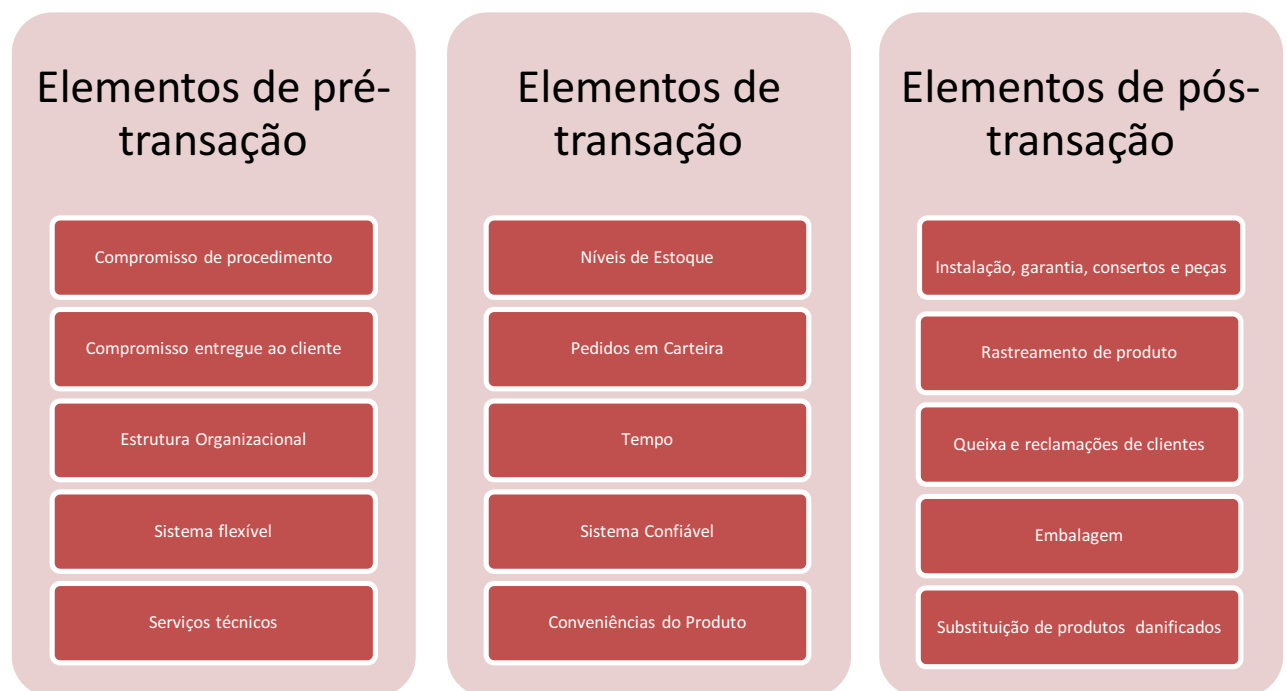 Elementos de pré-
transação
Compromisso de procedimento
Compromisso entregue ao cliente
Estrutura Organizacional
Sistema flexível
Serviços técnicos
Elementos de
transação
Níveis de Estoque
Pedidos em Carteira
Tempo
Sistema Confiável
Conveniências do Produto
Elementos de pós-
transação
Instalação, garantia, consertos e peças
Rastreamento de produto
Queixa e reclamações de clientes
Embalagem
Substituição de produtos danificados